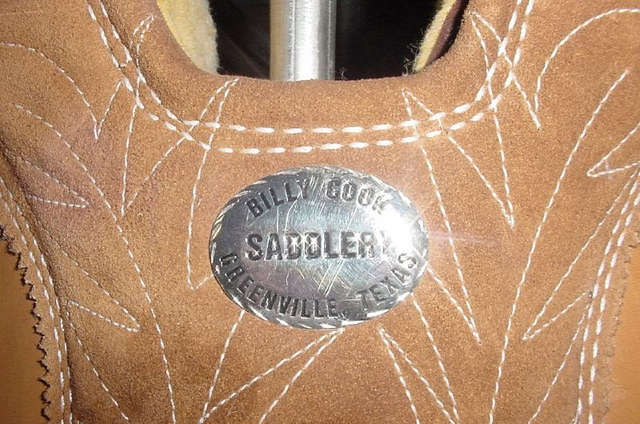 BILLY COOK
SADDLERY
GREENVILLE, TEXAS